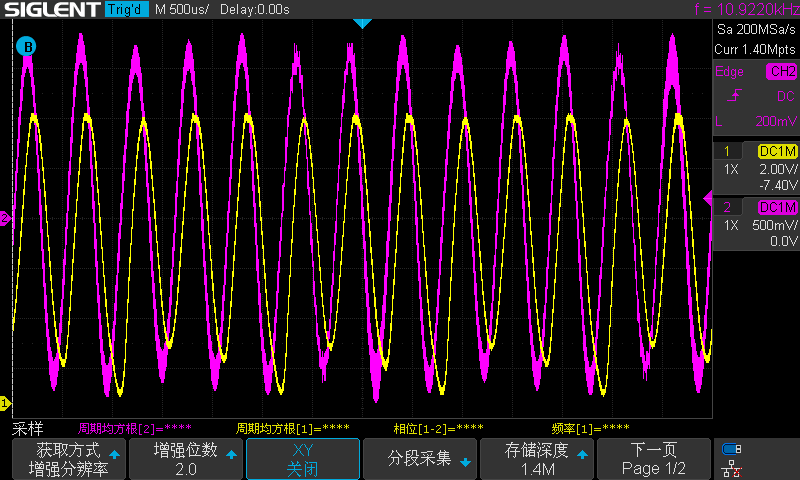 SIGLENT Trig'd M 500us/ Delay:0.00s f = 10.9220kHz
Sa 200MSa/s
Curr 1.40Mpts
B
Edge CH2
DC
L 200mV
1 DC1M
1X 2.00V/
-7.40V
2 DC1M
1X 500mV/
0.0V
2
1
采样 周期均方根[2]=**** 周期均方根[1]=**** 相位[1-2]=**** 频率[1]=****
获取方式 增强位数 XY 分段采集 存储深度 下一页
增强分辨率 2.0 关闭 1.4M Page 1/2